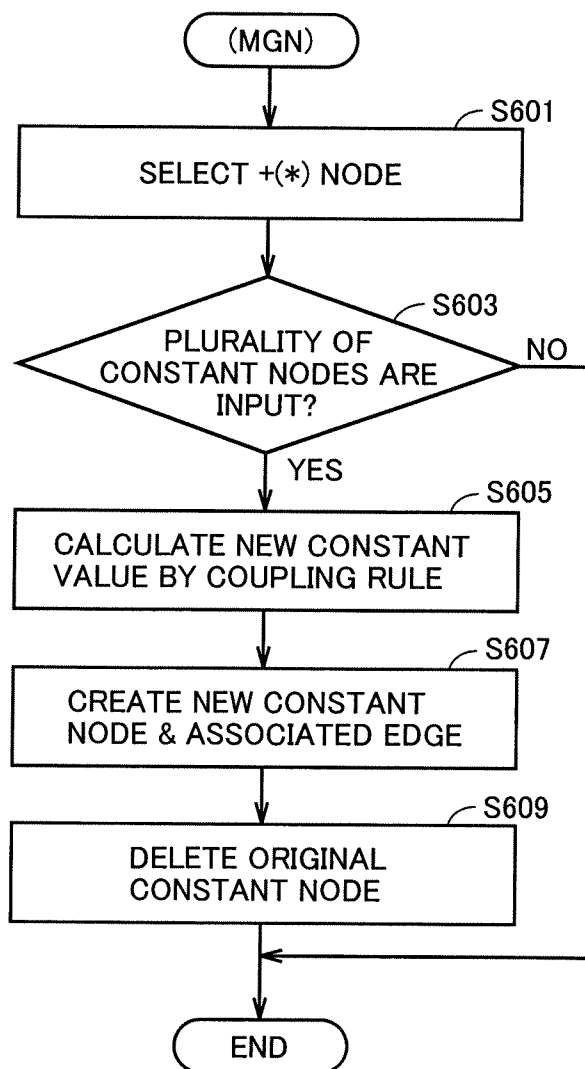 (MGN)
S601
SELECT +(*) NODE
S603
PLURALITY OF
CONSTANT NODES ARE
INPUT?
NO
YES
S605
CALCULATE NEW CONSTANT
VALUE BY COUPLING RULE
S607
CREATE NEW CONSTANT
NODE & ASSOCIATED EDGE
S609
DELETE ORIGINAL
CONSTANT NODE
END